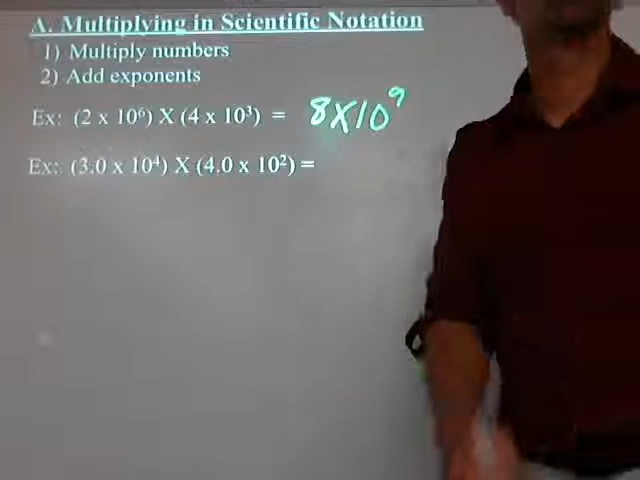 A. Multiplying in Scientific Notation
1) Multiply numbers
2) Add exponents
Ex: (2 x 10⁶) X (4 x 10³) = 8X10⁹
Ex: (3.0 x 10⁴) X (4.0 x 10²) =